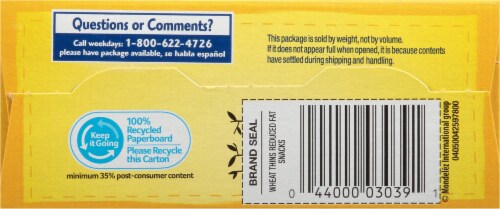 Questions or Comments?
Call weekdays: 1-800-622-4726
please have package available, se habla español
This package is sold by weight, not by volume.
If it does not appear full when opened, it is because contents
have settled during shipping and handling.
Keep
it Going
100%
Recycled
Paperboard
Please Recycle
this Carton
minimum 35% post-consumer content
BRAND SEAL
WHEAT THINS REDUCED FAT
SNACKS
0 44000 03039 1
© Mondelez International group
04050042597800